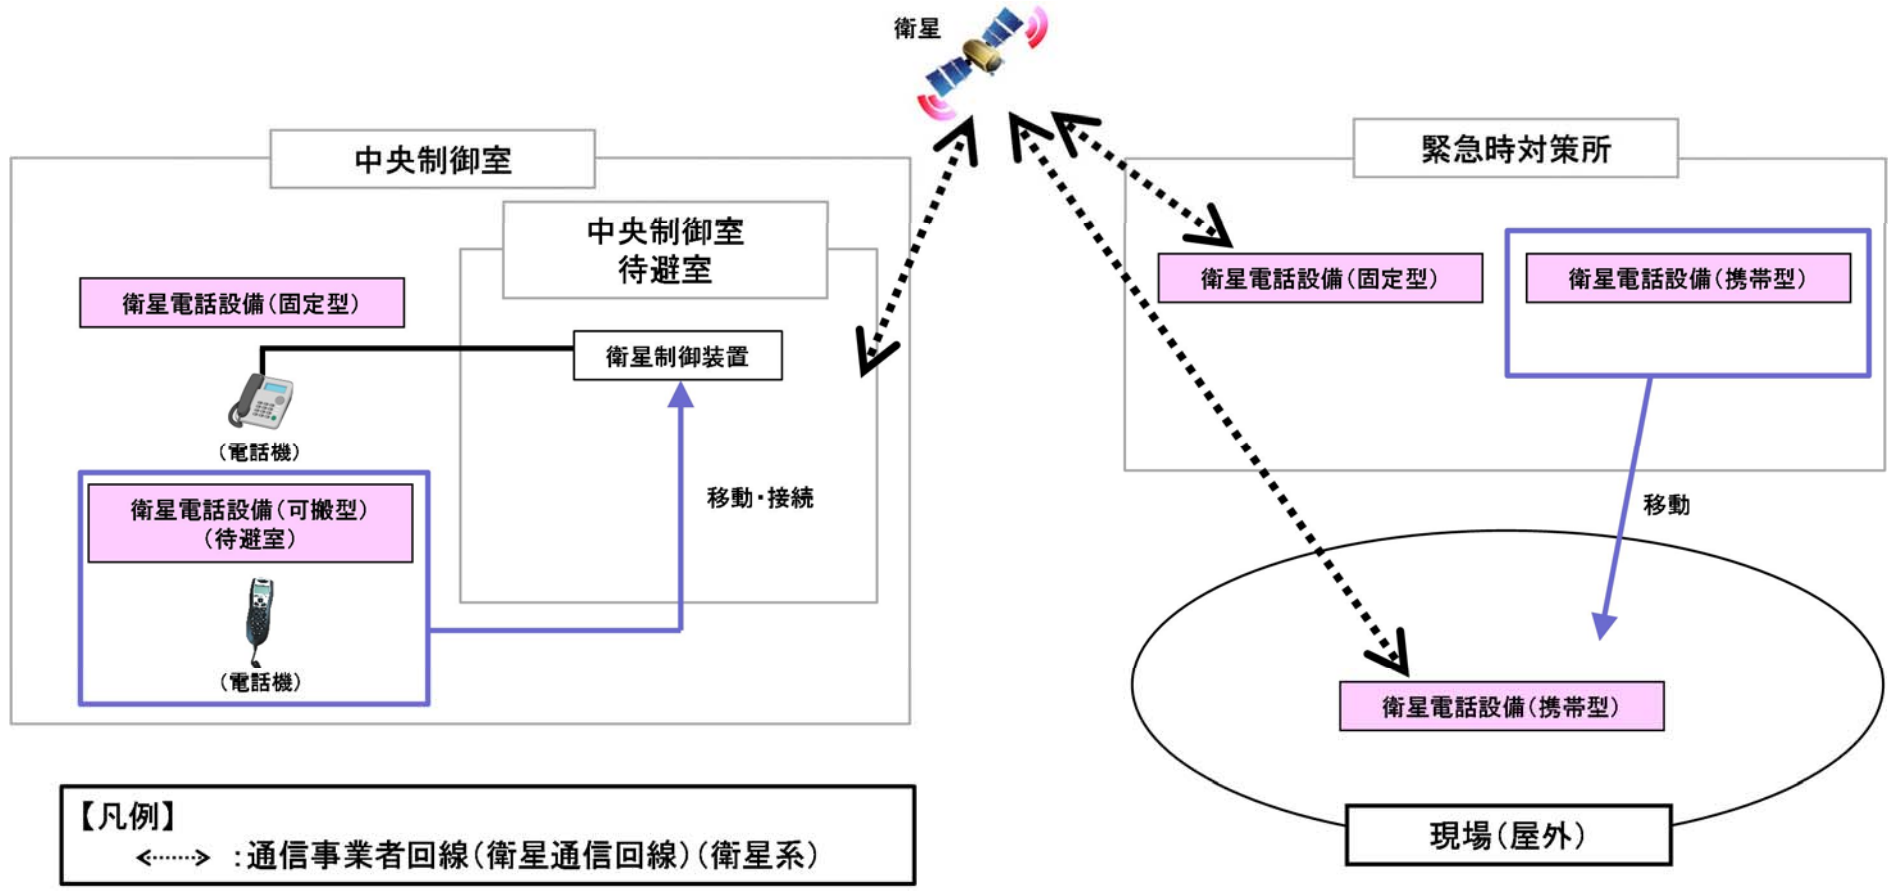 衛星
中央制御室
中央制御室
待避室
衛星電話設備(固定型)
衛星制御装置
(電話機)
衛星電話設備(可搬型)
(待避室)
(電話機)
移動・接続
緊急時対策所
衛星電話設備(固定型)
衛星電話設備(携帯型)
移動
衛星電話設備(携帯型)
現場(屋外)
【凡例】
:通信事業者回線(衛星通信回線)(衛星系)